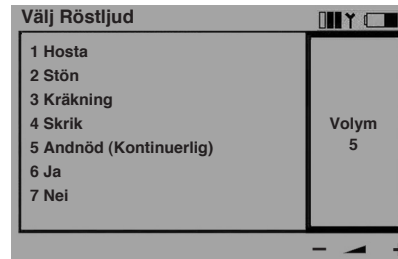 Välj Röstljud
1 Hosta
2 Stön
3 Kräkning
4 Skrik
5 Andnöd (Kontinuerlig)
6 Ja
7 Nei
Volym
5